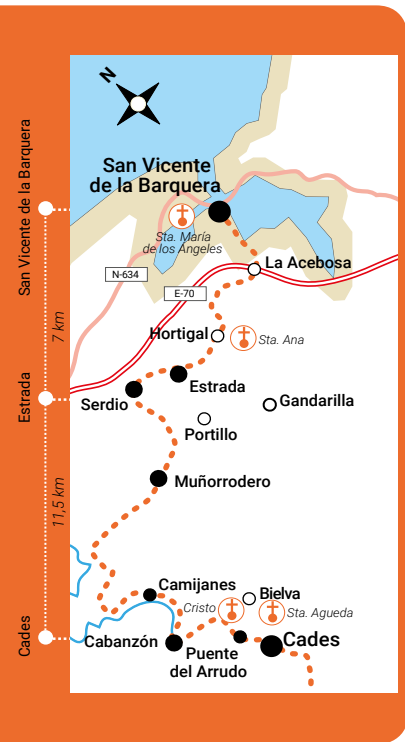 N
San Vicente
de la Barquera
Sta. María
de los Ángeles
La Acebosa
N-634
E-70
Hortigal
Sta. Ana
Estrada
Serdio
Gandarilla
Portillo
Muñorrodero
Camijanes
Bielva
Cristo
Sta. Agueda
Cabanzón
Puente
del Arrudo
Cades
San Vicente de la Barquera
7 km
Estrada
11,5 km
Cades